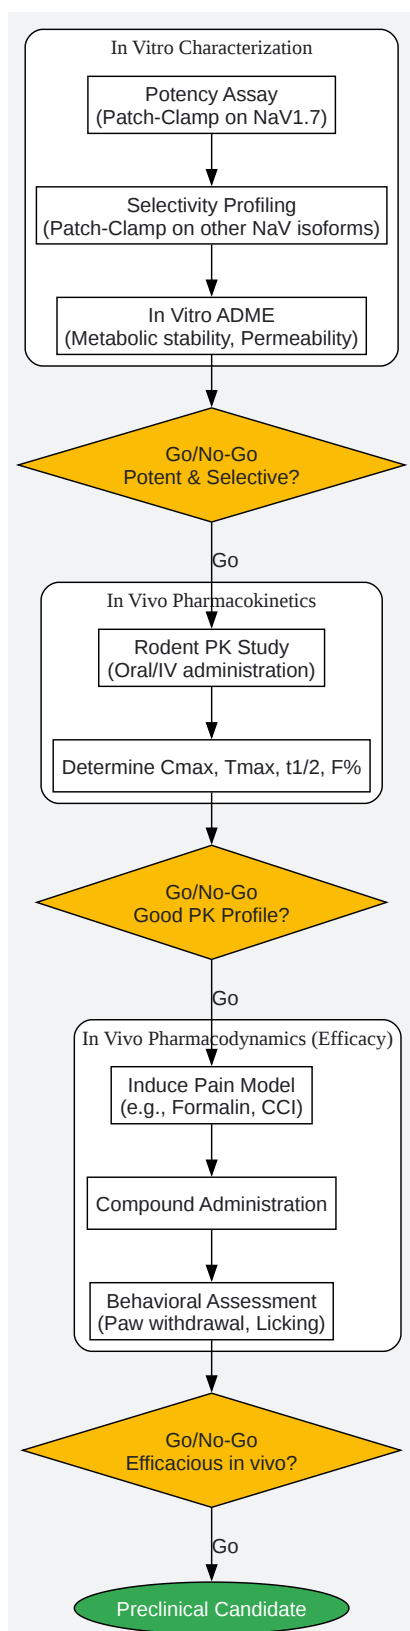 In Vitro Characterization
Potency Assay
(Patch-Clamp on NaV1.7)
Selectivity Profiling
(Patch-Clamp on other NaV isoforms)
In Vitro ADME
(Metabolic stability, Permeability)
Go/No-Go
Potent & Selective?
Go
In Vivo Pharmacokinetics
Rodent PK Study
(Oral/IV administration)
Determine Cmax, Tmax, t1/2, F%
Go/No-Go
Good PK Profile?
Go
In Vivo Pharmacodynamics (Efficacy)
Induce Pain Model
(e.g., Formalin, CCI)
Compound Administration
Behavioral Assessment
(Paw withdrawal, Licking)
Go/No-Go
Efficacious in vivo?
Go
Preclinical Candidate